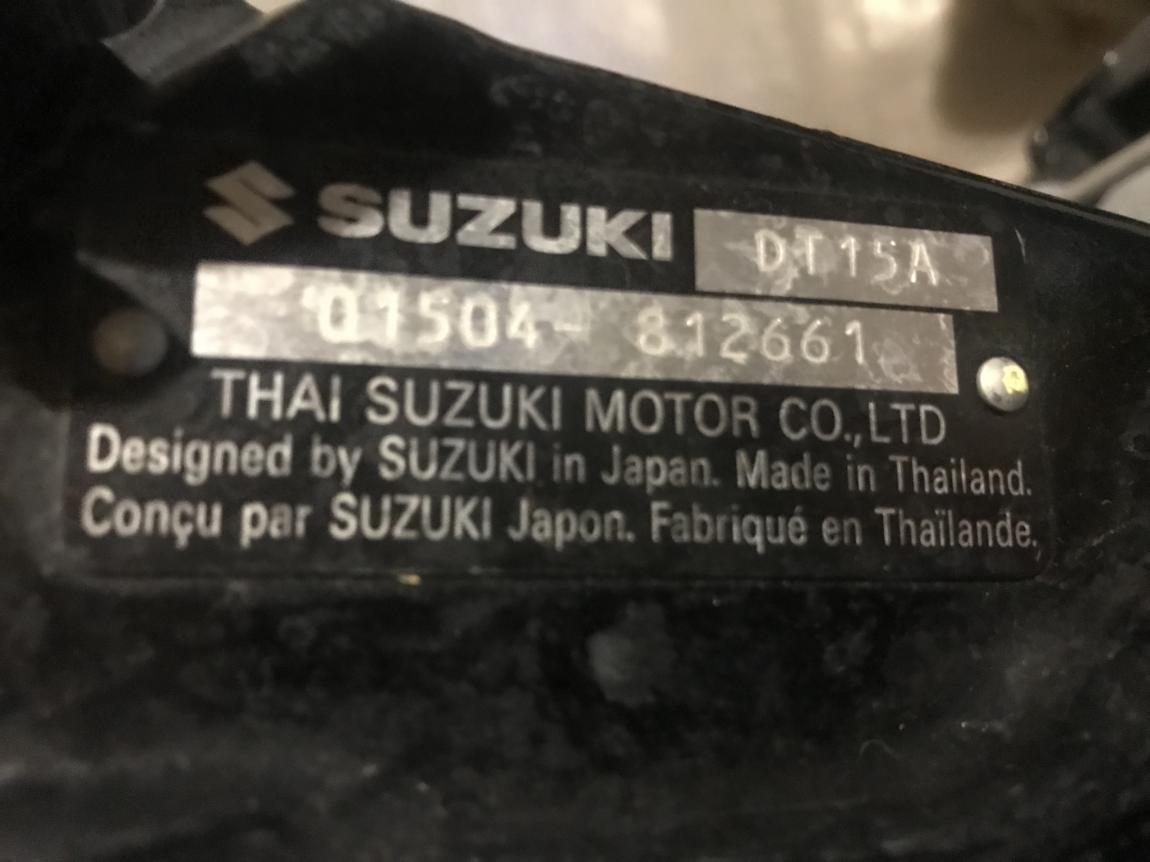 SUZUKI DT15A
01504- 812661
THAI SUZUKI MOTOR CO.,LTD
Designed by SUZUKI in Japan. Made in Thailand.
Conçu par SUZUKI Japon. Fabriqué en Thaïlande.